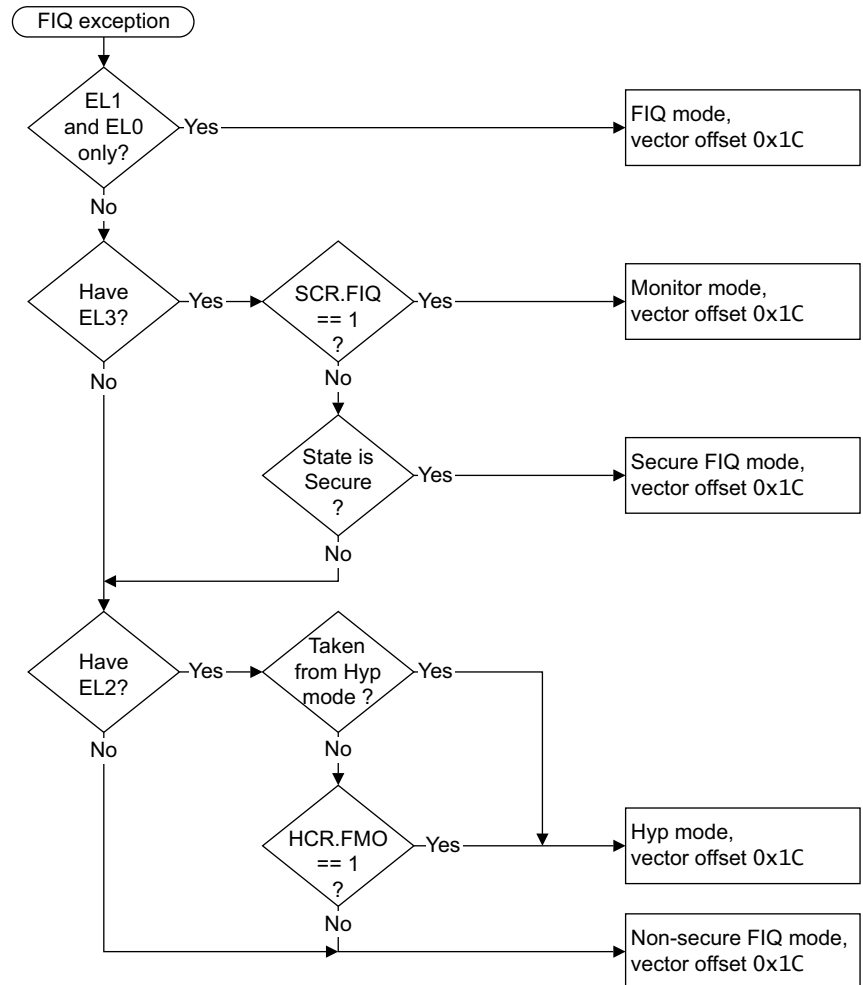 FIQ exception
EL1
and EL0
only?
Yes
FIQ mode,
vector offset 0x1C
No
Have
EL3?
Yes
SCR.FIQ
== 1
?
Yes
Monitor mode,
vector offset 0x1C
No
No
State is
Secure
?
Yes
Secure FIQ mode,
vector offset 0x1C
No
Have
EL2?
Yes
Taken
from Hyp
mode ?
Yes
No
No
HCR.FMO
== 1
?
Yes
Hyp mode,
vector offset 0x1C
No
Non-secure FIQ mode,
vector offset 0x1C